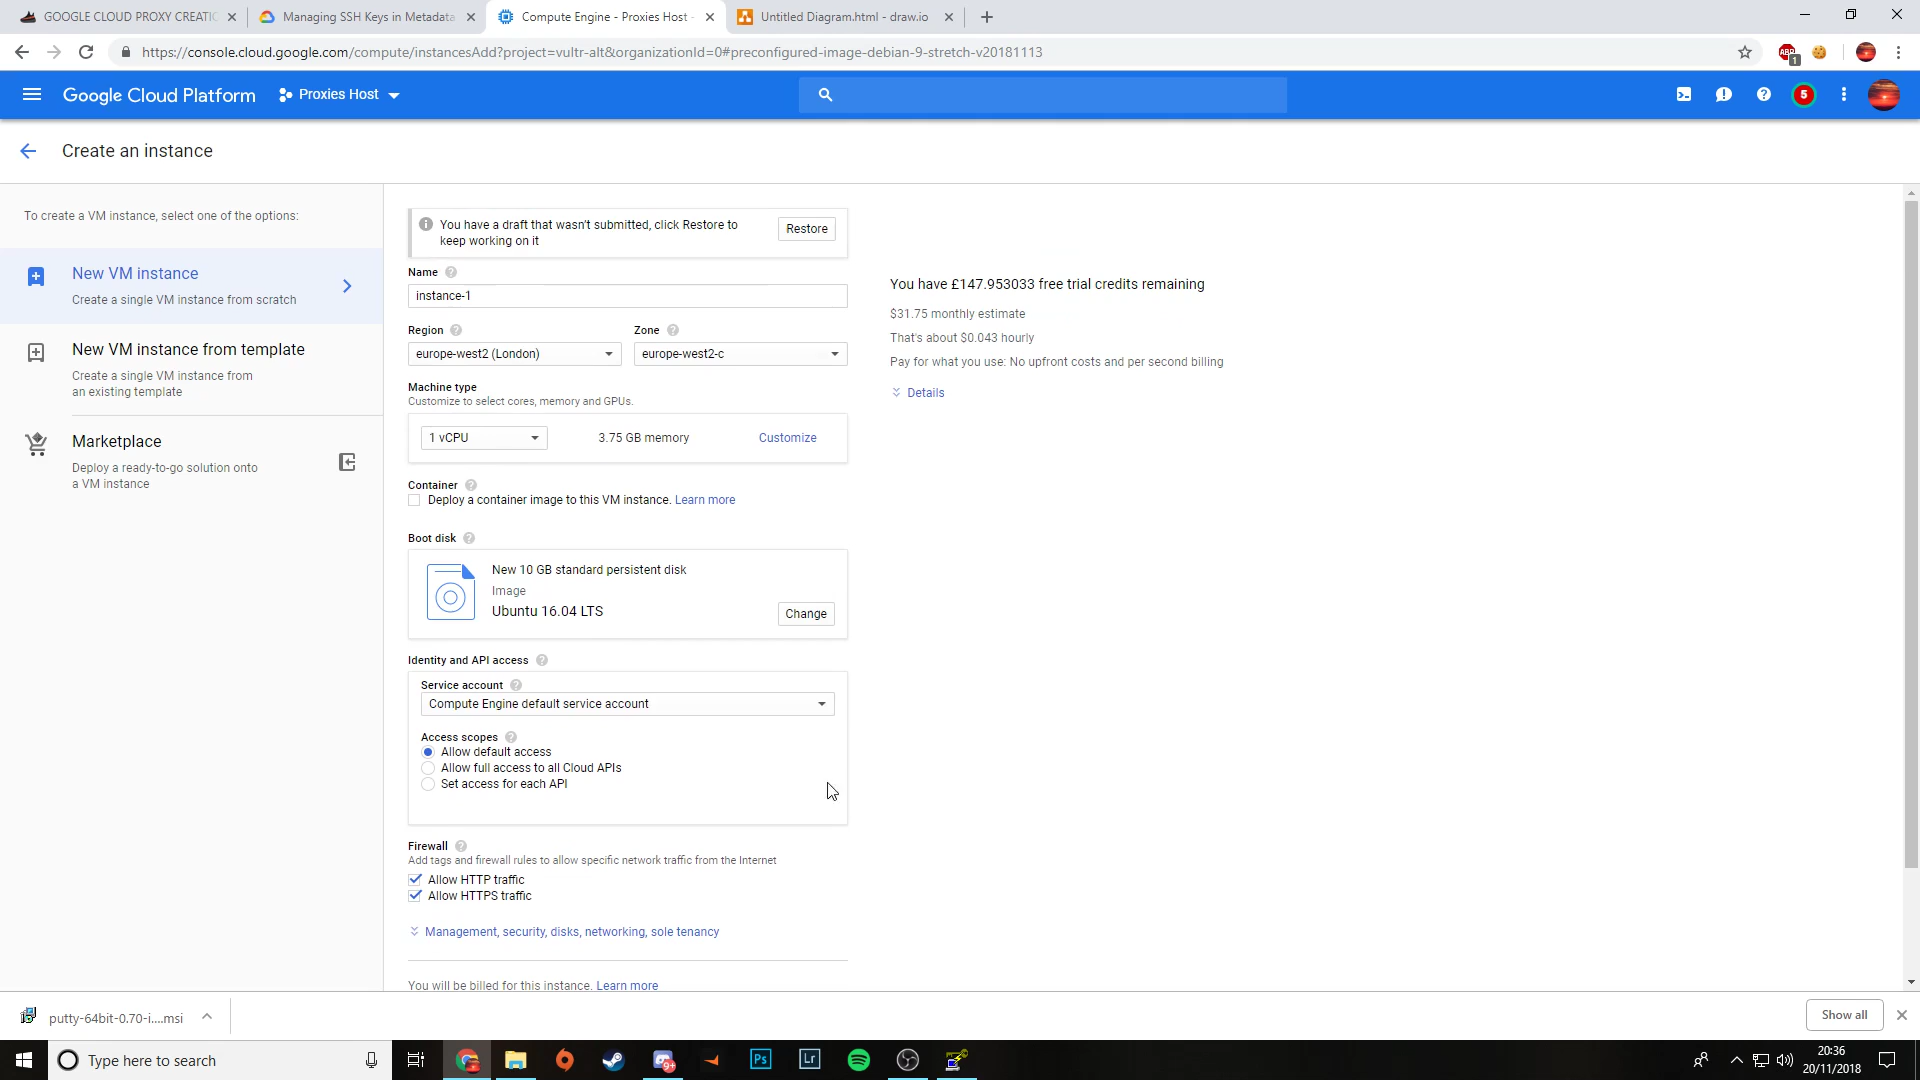 GOOGLE CLOUD PROXY CREATIO
Managing SSH Keys in Metadata
Compute Engine - Proxies Host -
Untitled Diagram.html - draw.io
https://console.cloud.google.com/compute/instancesAdd?project=vultr-alt&organizationId=0#preconfigured-image-debian-9-stretch-v20181113
ABP
1
Google Cloud Platform
Proxies Host
5
Create an instance
To create a VM instance, select one of the options:
New VM instance
Create a single VM instance from scratch
New VM instance from template
Create a single VM instance from
an existing template
Marketplace
Deploy a ready-to-go solution onto
a VM instance
You have a draft that wasn't submitted, click Restore to
keep working on it
Restore
Name
instance-1
Region
Zone
europe-west2 (London)
europe-west2-c
Machine type
Customize to select cores, memory and GPUs.
1 vCPU
3.75 GB memory
Customize
Container
Deploy a container image to this VM instance. Learn more
Boot disk
New 10 GB standard persistent disk
Image
Ubuntu 16.04 LTS
Change
Identity and API access
Service account
Compute Engine default service account
Access scopes
Allow default access
Allow full access to all Cloud APIs
Set access for each API
Firewall
Add tags and firewall rules to allow specific network traffic from the Internet
Allow HTTP traffic
Allow HTTPS traffic
Management, security, disks, networking, sole tenancy
You will be billed for this instance. Learn more
You have £147.953033 free trial credits remaining
$31.75 monthly estimate
That's about $0.043 hourly
Pay for what you use: No upfront costs and per second billing
Details
putty-64bit-0.70-i....msi
Show all
Type here to search
9+
Ps
Lr
20:36
20/11/2018